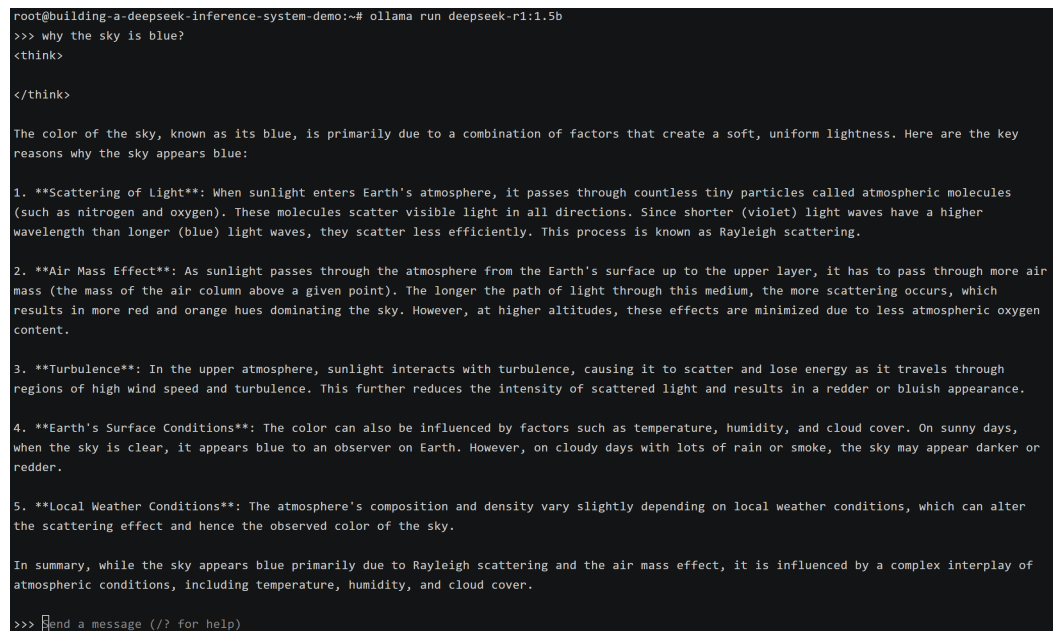 root@building-a-deepseek-inference-system-demo:~# ollama run deepseek-r1:1.5b
>>> why the sky is blue?
<think>
</think>
The color of the sky, known as its blue, is primarily due to a combination of factors that create a soft, uniform lightness. Here are the key
reasons why the sky appears blue:
1. **Scattering of Light**: When sunlight enters Earth's atmosphere, it passes through countless tiny particles called atmospheric molecules
(such as nitrogen and oxygen). These molecules scatter visible light in all directions. Since shorter (violet) light waves have a higher
wavelength than longer (blue) light waves, they scatter less efficiently. This process is known as Rayleigh scattering.
2. **Air Mass Effect**: As sunlight passes through the atmosphere from the Earth's surface up to the upper layer, it has to pass through more air
mass (the mass of the air column above a given point). The longer the path of light through this medium, the more scattering occurs, which
results in more red and orange hues dominating the sky. However, at higher altitudes, these effects are minimized due to less atmospheric oxygen
content.
3. **Turbulence**: In the upper atmosphere, sunlight interacts with turbulence, causing it to scatter and lose energy as it travels through
regions of high wind speed and turbulence. This further reduces the intensity of scattered light and results in a redder or bluish appearance.
4. **Earth's Surface Conditions**: The color can also be influenced by factors such as temperature, humidity, and cloud cover. On sunny days,
when the sky is clear, it appears blue to an observer on Earth. However, on cloudy days with lots of rain or smoke, the sky may appear darker or
redder.
5. **Local Weather Conditions**: The atmosphere's composition and density vary slightly depending on local weather conditions, which can alter
the scattering effect and hence the observed color of the sky.
In summary, while the sky appears blue primarily due to Rayleigh scattering and the air mass effect, it is influenced by a complex interplay of
atmospheric conditions, including temperature, humidity, and cloud cover.
>>> Send a message (/? for help)